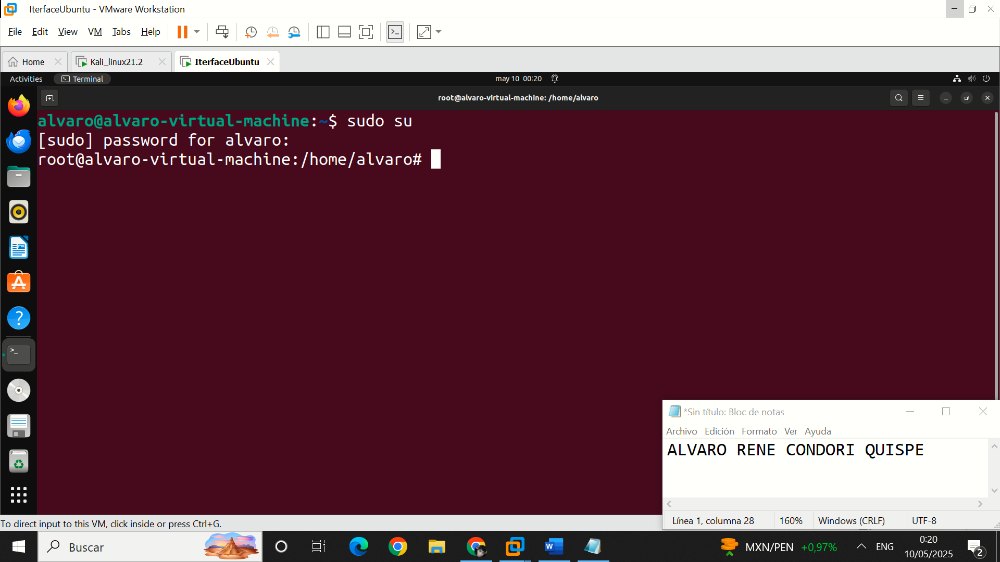 IterfaceUbuntu - VMware Workstation
File Edit View VM Tabs Help
Home Kali_linux21.2 IterfaceUbuntu
Activities Terminal may 10 00:20
root@alvaro-virtual-machine: /home/alvaro
alvaro@alvaro-virtual-machine:~$ sudo su
[sudo] password for alvaro:
root@alvaro-virtual-machine:/home/alvaro#
*Sin título: Bloc de notas
Archivo Edición Formato Ver Ayuda
ALVARO RENE CONDORI QUISPE
Línea 1, columna 28 160% Windows (CRLF) UTF-8
To direct input to this VM, click inside or press Ctrl+G.
Buscar
MXN/PEN +0,97% ENG
0:20
10/05/2025
2